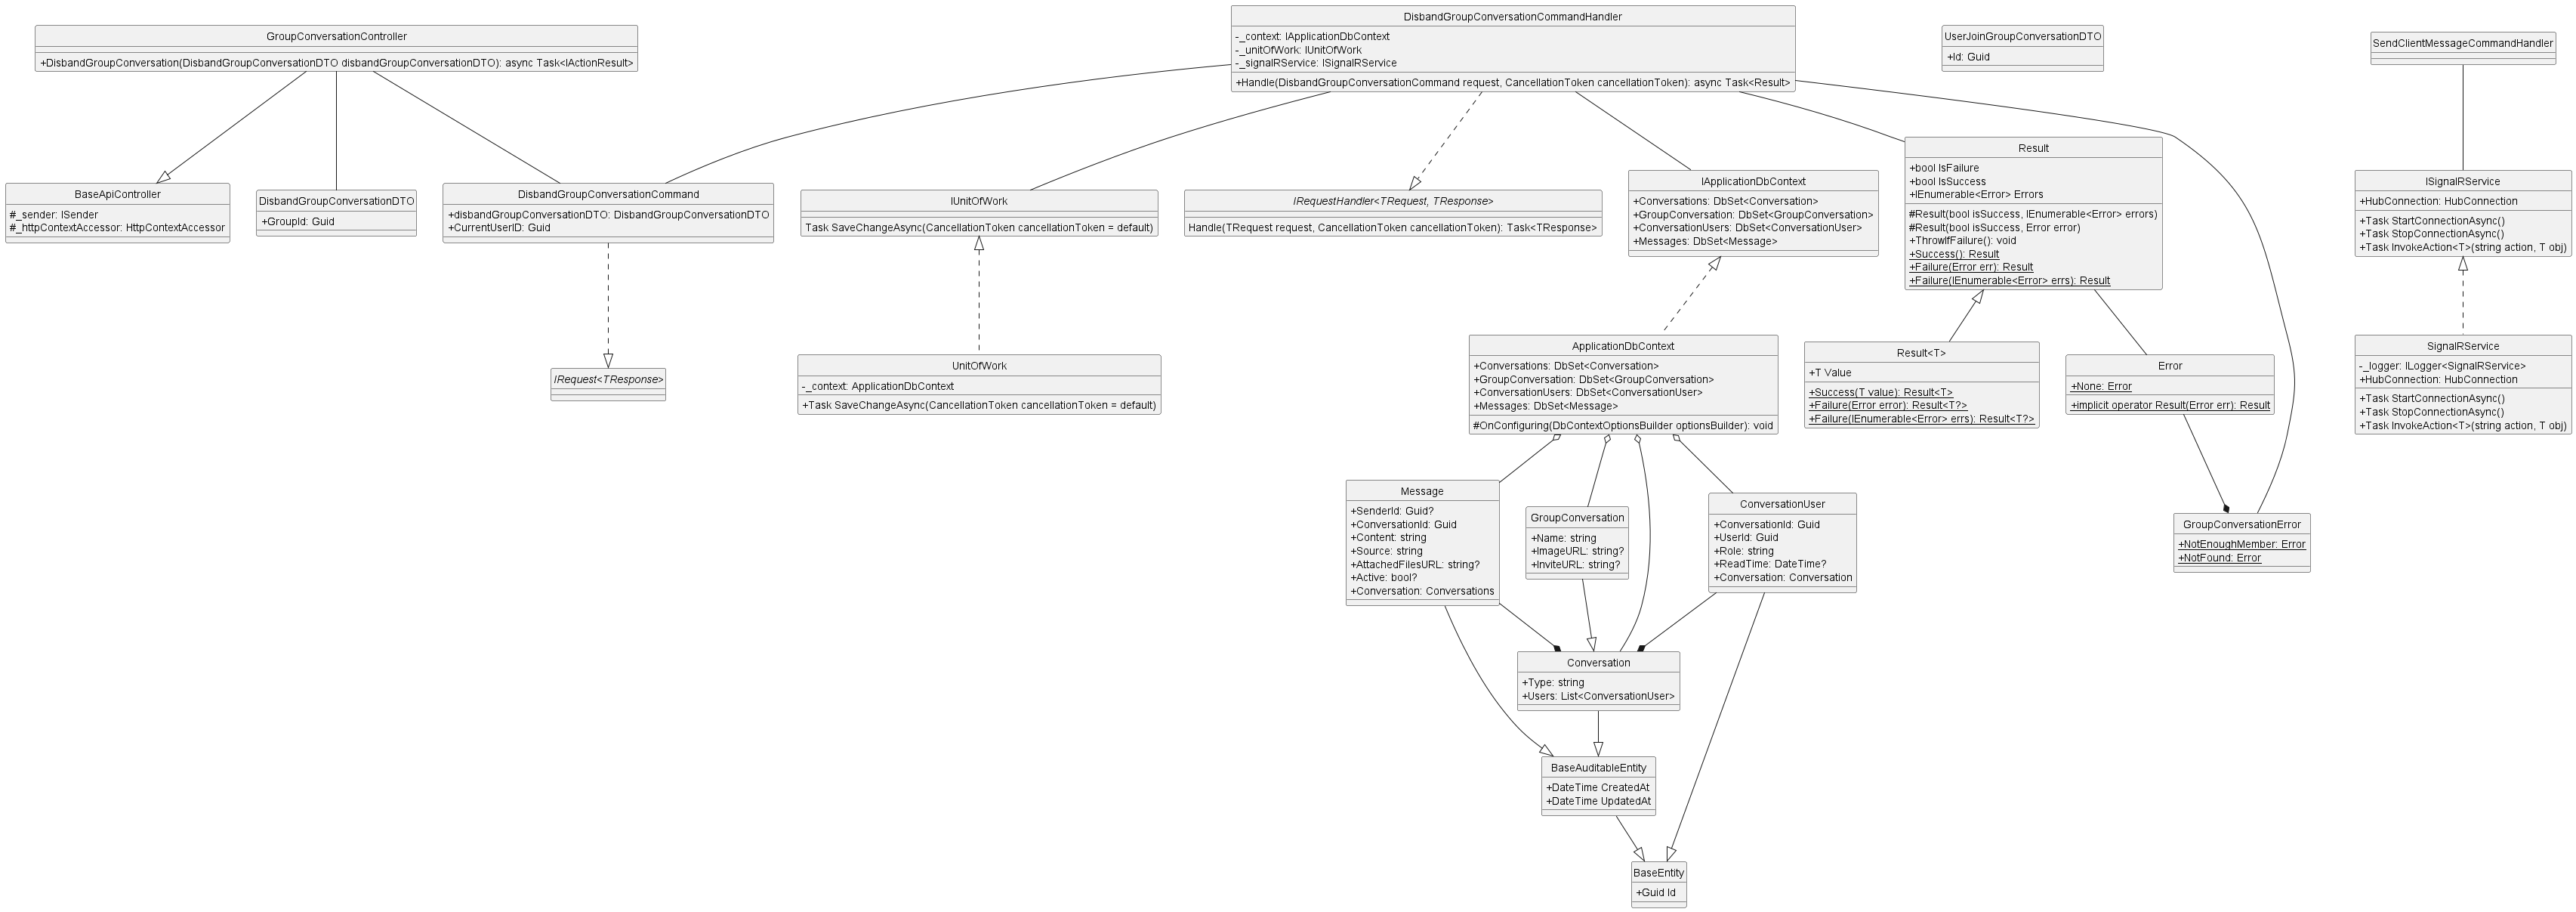 GroupConversationController
+DisbandGroupConversation(DisbandGroupConversationDTO disbandGroupConversationDTO): async Task<IActionResult>
DisbandGroupConversationCommandHandler
-_context: IApplicationDbContext
-_unitOfWork: IUnitOfWork
-_signalRService: ISignalRService
+Handle(DisbandGroupConversationCommand request, CancellationToken cancellationToken): async Task<Result>
UserJoinGroupConversationDTO
+Id: Guid
SendClientMessageCommandHandler
BaseApiController
#_sender: ISender
#_httpContextAccessor: HttpContextAccessor
DisbandGroupConversationDTO
+GroupId: Guid
DisbandGroupConversationCommand
+disbandGroupConversationDTO: DisbandGroupConversationDTO
+CurrentUserID: Guid
IUnitOfWork
Task SaveChangeAsync(CancellationToken cancellationToken = default)
IRequestHandler<TRequest, TResponse>
Handle(TRequest request, CancellationToken cancellationToken): Task<TResponse>
IApplicationDbContext
+Conversations: DbSet<Conversation>
+GroupConversation: DbSet<GroupConversation>
+ConversationUsers: DbSet<ConversationUser>
+Messages: DbSet<Message>
Result
+bool IsFailure
+bool IsSuccess
+IEnumerable<Error> Errors
#Result(bool isSuccess, IEnumerable<Error> errors)
#Result(bool isSuccess, Error error)
+ThrowIfFailure(): void
+Success(): Result
+Failure(Error err): Result
+Failure(IEnumerable<Error> errs): Result
ISignalRService
+HubConnection: HubConnection
+Task StartConnectionAsync()
+Task StopConnectionAsync()
+Task InvokeAction<T>(string action, T obj)
IRequest<TResponse>
UnitOfWork
-_context: ApplicationDbContext
+Task SaveChangeAsync(CancellationToken cancellationToken = default)
ApplicationDbContext
+Conversations: DbSet<Conversation>
+GroupConversation: DbSet<GroupConversation>
+ConversationUsers: DbSet<ConversationUser>
+Messages: DbSet<Message>
#OnConfiguring(DbContextOptionsBuilder optionsBuilder): void
Result<T>
+T Value
+Success(T value): Result<T>
+Failure(Error error): Result<T?>
+Failure(IEnumerable<Error> errs): Result<T?>
Error
+None: Error
+implicit operator Result(Error err): Result
SignalRService
-_logger: ILogger<SignalRService>
+HubConnection: HubConnection
+Task StartConnectionAsync()
+Task StopConnectionAsync()
+Task InvokeAction<T>(string action, T obj)
Message
+SenderId: Guid?
+ConversationId: Guid
+Content: string
+Source: string
+AttachedFilesURL: string?
+Active: bool?
+Conversation: Conversations
GroupConversation
+Name: string
+ImageURL: string?
+InviteURL: string?
ConversationUser
+ConversationId: Guid
+UserId: Guid
+Role: string
+ReadTime: DateTime?
+Conversation: Conversation
GroupConversationError
+NotEnoughMember: Error
+NotFound: Error
Conversation
+Type: string
+Users: List<ConversationUser>
BaseAuditableEntity
+DateTime CreatedAt
+DateTime UpdatedAt
BaseEntity
+Guid Id